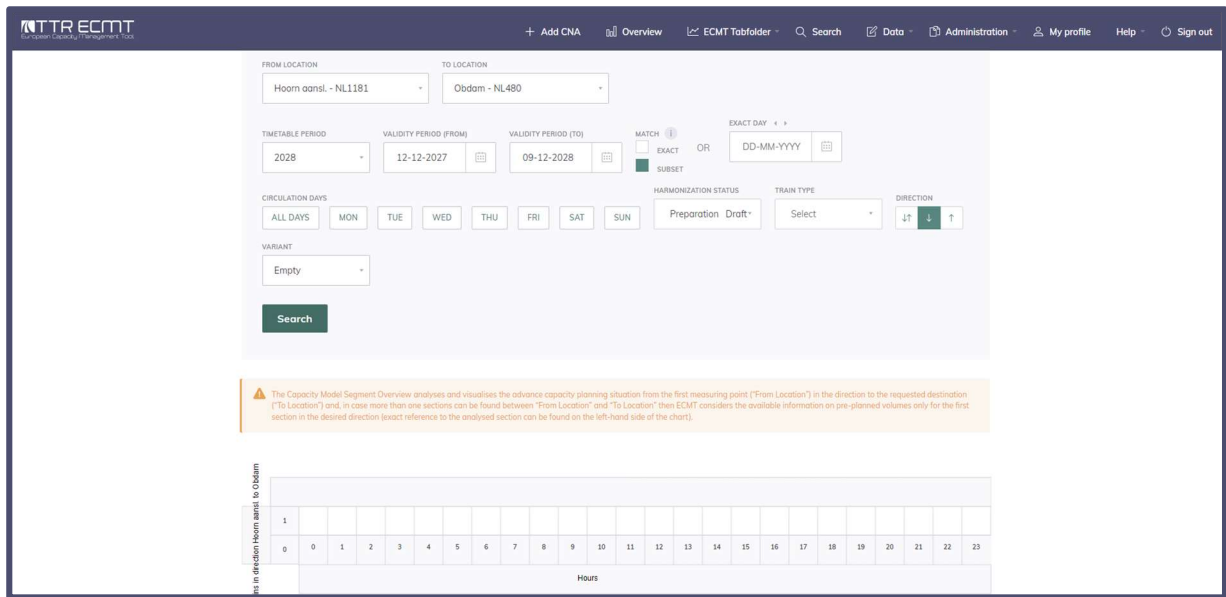 TTR ECMT
European Capacity Management Tool
+ Add CNA
Overview
ECMT Tabfolder
Search
Data
Administration
My profile
Help
Sign out
FROM LOCATION
TO LOCATION
Hoorn aansl. - NL1181
Obdam - NL480
TIMETABLE PERIOD
VALIDITY PERIOD (FROM)
VALIDITY PERIOD (TO)
MATCH i
EXACT DAY
2028
12-12-2027
09-12-2028
EXACT
OR
DD-MM-YYYY
SUBSET
CIRCULATION DAYS
HARMONIZATION STATUS
TRAIN TYPE
DIRECTION
ALL DAYS
MON
TUE
WED
THU
FRI
SAT
SUN
Preparation Draft
Select
↓↑ ↓ ↑
VARIANT
Empty
Search
The Capacity Model Segment Overview analyses and visualises the advance capacity planning situation from the first measuring point ("From Location") in the direction to the requested destination
("To Location") and, in case more than one sections can be found between "From Location" and "To Location" then ECMT considers the available information on pre-planned volumes only for the first
section in the desired direction (exact reference to the analysed section can be found on the left-hand side of the chart).
in direction Hoorn aansl. to Obdam
1
0
0 1 2 3 4 5 6 7 8 9 10 11 12 13 14 15 16 17 18 19 20 21 22 23
Hours